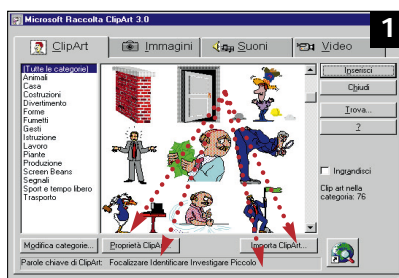 Microsoft Raccolta ClipArt 3.0
1
ClipArt
Immagini
Suoni
Video
(Tutte le categorie)
Animali
Casa
Costruzioni
Divertimento
Forme
Fumetti
Gesti
Istruzione
Lavoro
Piante
Produzione
Screen Beans
Segnali
Sport e tempo libero
Trasporto
Inserisci
Chiudi
Trova...
?
Ingrandisci
Clip art nella
categoria: 76
Modifica categorie...
Proprietà ClipArt...
Importa ClipArt...
Parole chiave di ClipArt: Focalizzare Identificare Investigare Piccolo